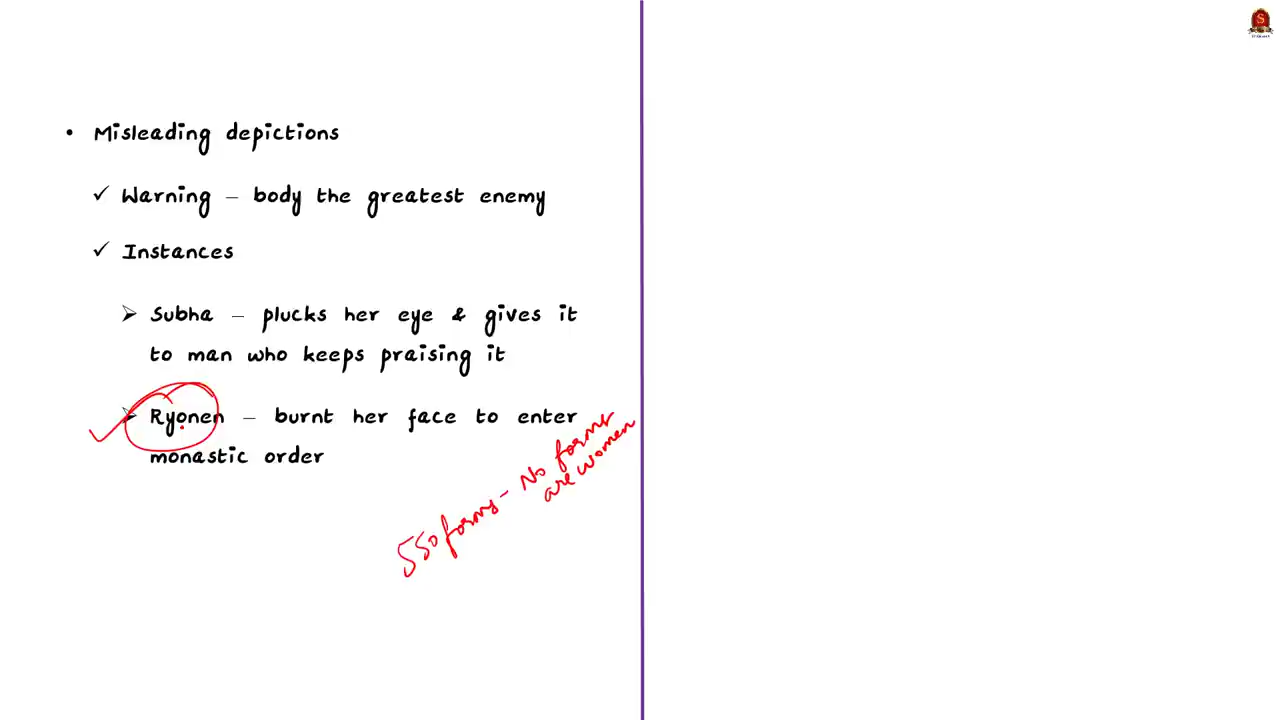 • Misleading depictions
✓ Warning – body the greatest enemy
✓ Instances
➢ Subha – plucks her eye & gives it
to man who keeps praising it
➢ Ryonen – burnt her face to enter
monastic order
550 forms - No forms
are women